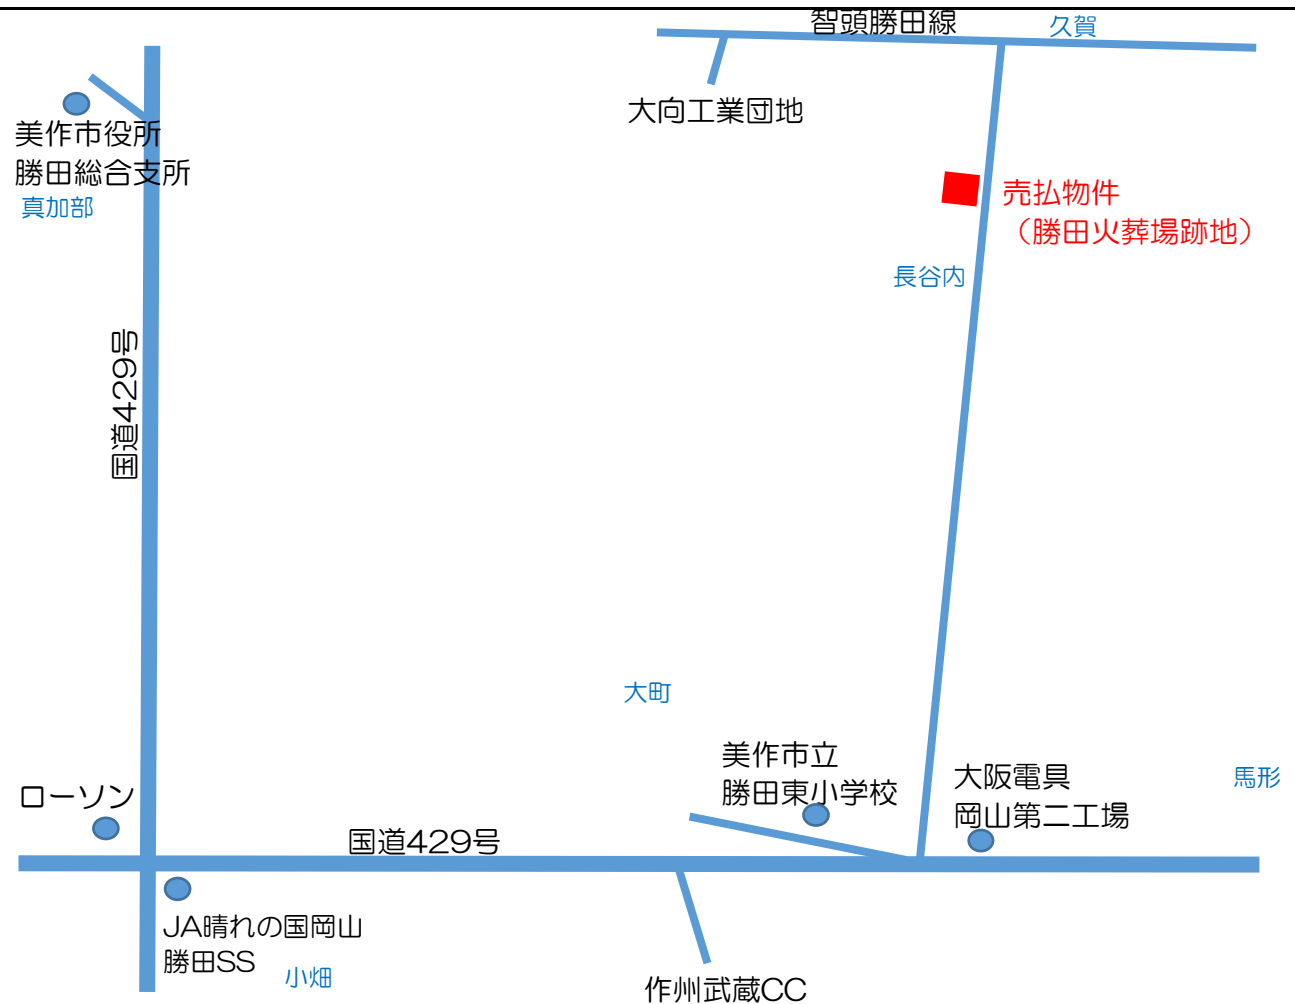 智頭勝田線
久賀
大向工業団地
美作市役所
勝田総合支所
真加部
売払物件
（勝田火葬場跡地）
長谷内
国道429号
大町
美作市立
勝田東小学校
大阪電具
岡山第二工場
馬形
ローソン
国道429号
JA晴れの国岡山
勝田SS
小畑
作州武蔵CC